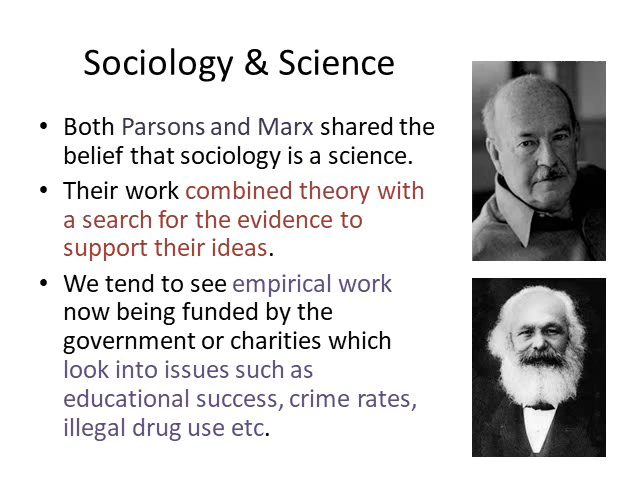 Sociology & Science
• Both Parsons and Marx shared the
belief that sociology is a science.
• Their work combined theory with
a search for the evidence to
support their ideas.
• We tend to see empirical work
now being funded by the
government or charities which
look into issues such as
educational success, crime rates,
illegal drug use etc.